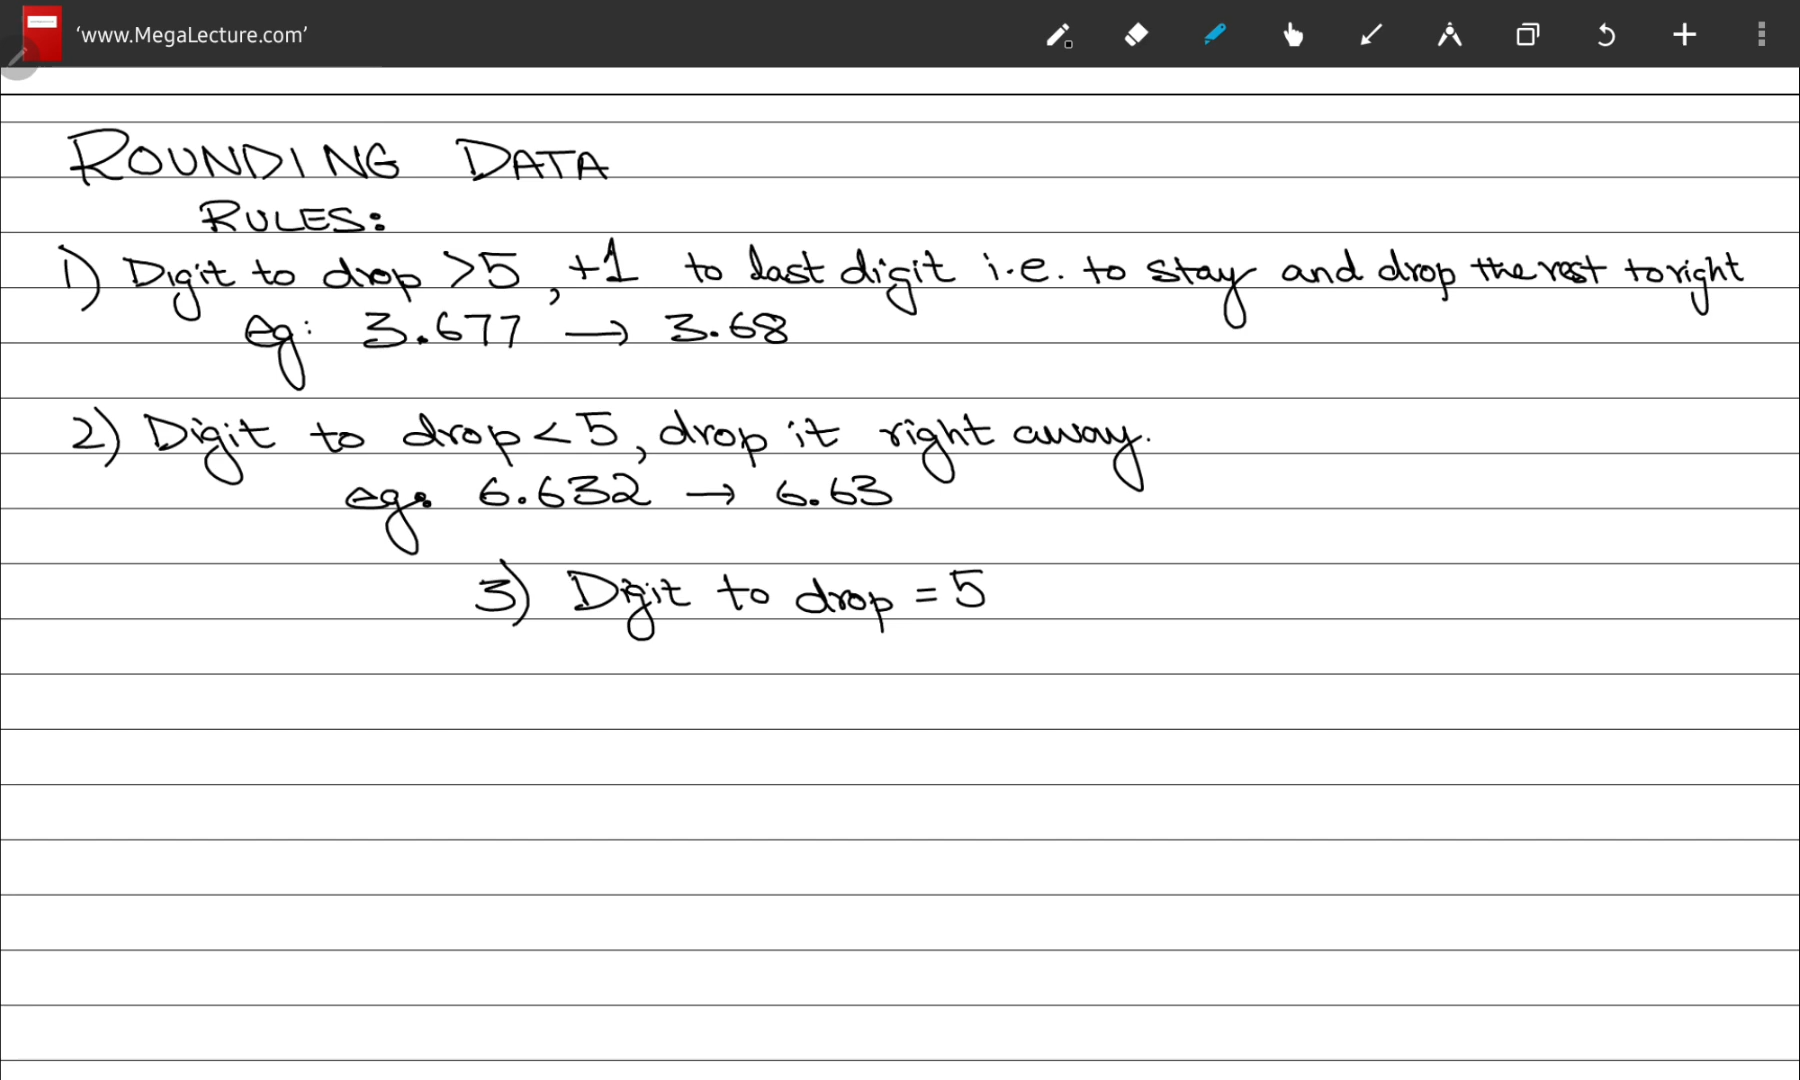 'www.MegaLecture.com'
ROUNDING DATA
RULES:
1) Digit to drop >5, +1 to last digit i.e. to stay and drop the rest to right
eg: 3.677 → 3.68
2) Digit to drop < 5, drop it right away.
eg: 6.632 → 6.63
3) Digit to drop = 5